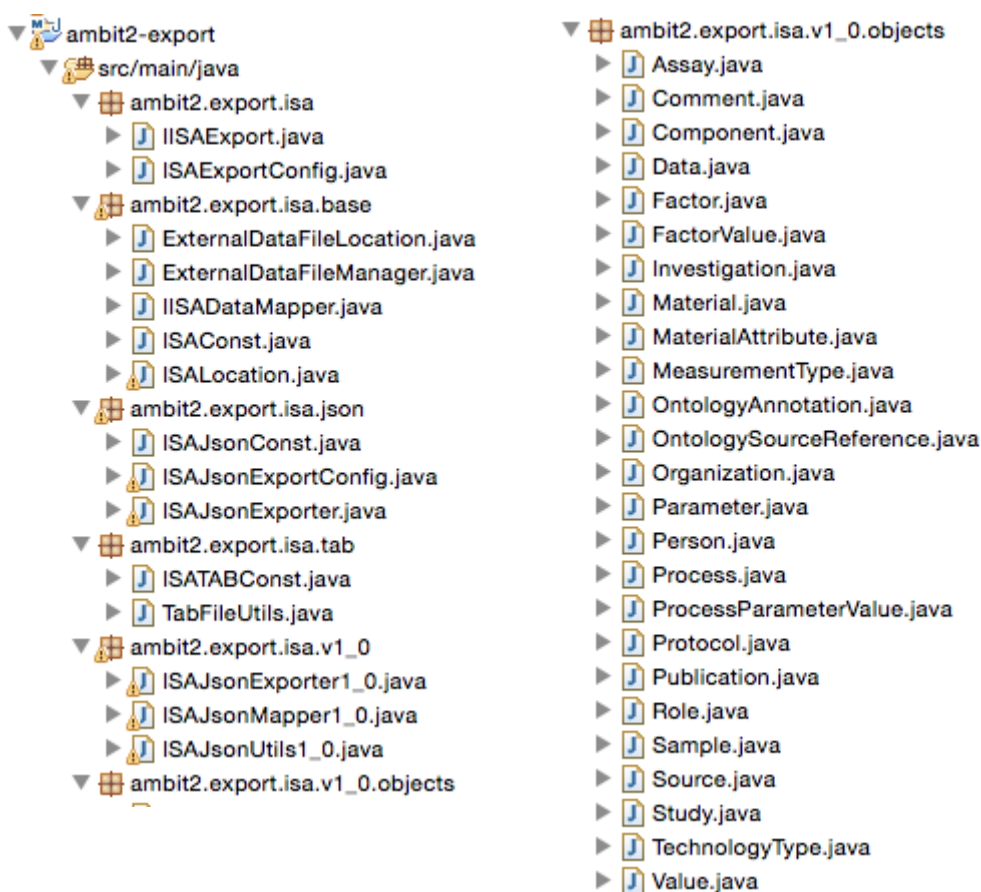 ambit2-export
src/main/java
ambit2.export.isa
IISAExport.java
ISAExportConfig.java
ambit2.export.isa.base
ExternalDataFileLocation.java
ExternalDataFileManager.java
IISADataMapper.java
ISAConst.java
ISALocation.java
ambit2.export.isa.json
ISAJsonConst.java
ISAJsonExportConfig.java
ISAJsonExporter.java
ambit2.export.isa.tab
ISATABConst.java
TabFileUtils.java
ambit2.export.isa.v1_0
ISAJsonExporter1_0.java
ISAJsonMapper1_0.java
ISAJsonUtils1_0.java
ambit2.export.isa.v1_0.objects
ambit2.export.isa.v1_0.objects
Assay.java
Comment.java
Component.java
Data.java
Factor.java
FactorValue.java
Investigation.java
Material.java
MaterialAttribute.java
MeasurementType.java
OntologyAnnotation.java
OntologySourceReference.java
Organization.java
Parameter.java
Person.java
Process.java
ProcessParameterValue.java
Protocol.java
Publication.java
Role.java
Sample.java
Source.java
Study.java
TechnologyType.java
Value.java